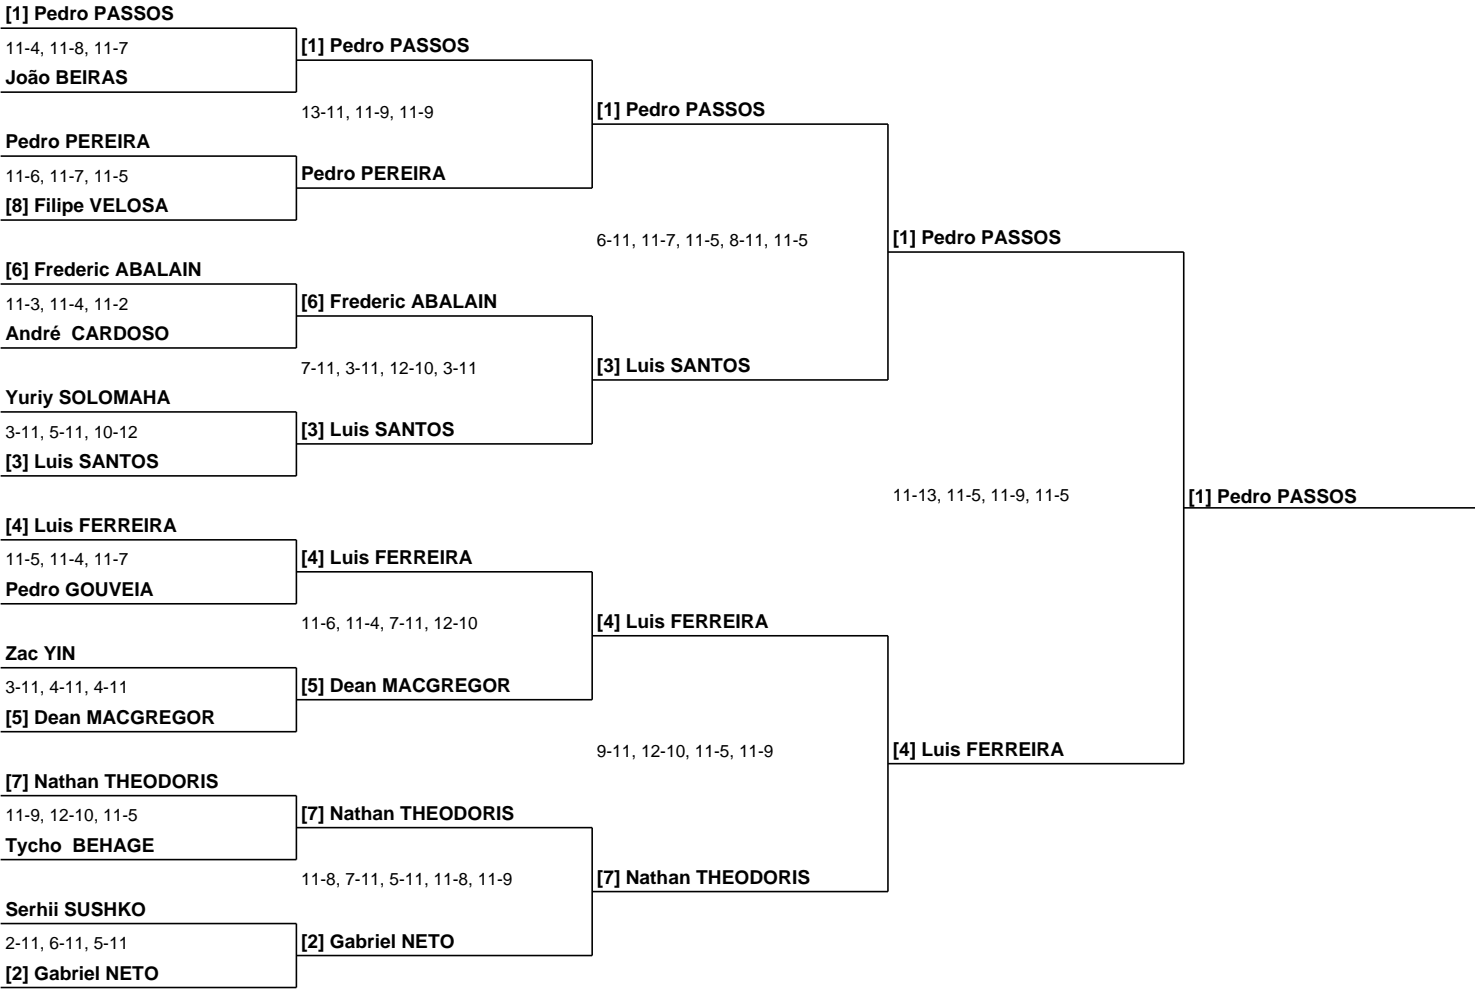 [1] Pedro PASSOS
11-4, 11-8, 11-7
João BEIRAS
Pedro PEREIRA
11-6, 11-7, 11-5
[8] Filipe VELOSA
[6] Frederic ABALAIN
11-3, 11-4, 11-2
André  CARDOSO
Yuriy SOLOMAHA
3-11, 5-11, 10-12
[3] Luis SANTOS
[4] Luis FERREIRA
11-5, 11-4, 11-7
Pedro GOUVEIA
Zac YIN
3-11, 4-11, 4-11
[5] Dean MACGREGOR
[7] Nathan THEODORIS
11-9, 12-10, 11-5
Tycho  BEHAGE
Serhii SUSHKO
2-11, 6-11, 5-11
[2] Gabriel NETO
[1] Pedro PASSOS
13-11, 11-9, 11-9
Pedro PEREIRA
[6] Frederic ABALAIN
7-11, 3-11, 12-10, 3-11
[3] Luis SANTOS
[4] Luis FERREIRA
11-6, 11-4, 7-11, 12-10
[5] Dean MACGREGOR
[7] Nathan THEODORIS
11-8, 7-11, 5-11, 11-8, 11-9
[2] Gabriel NETO
[1] Pedro PASSOS
6-11, 11-7, 11-5, 8-11, 11-5
[3] Luis SANTOS
[4] Luis FERREIRA
9-11, 12-10, 11-5, 11-9
[7] Nathan THEODORIS
[1] Pedro PASSOS
11-13, 11-5, 11-9, 11-5
[4] Luis FERREIRA
[1] Pedro PASSOS